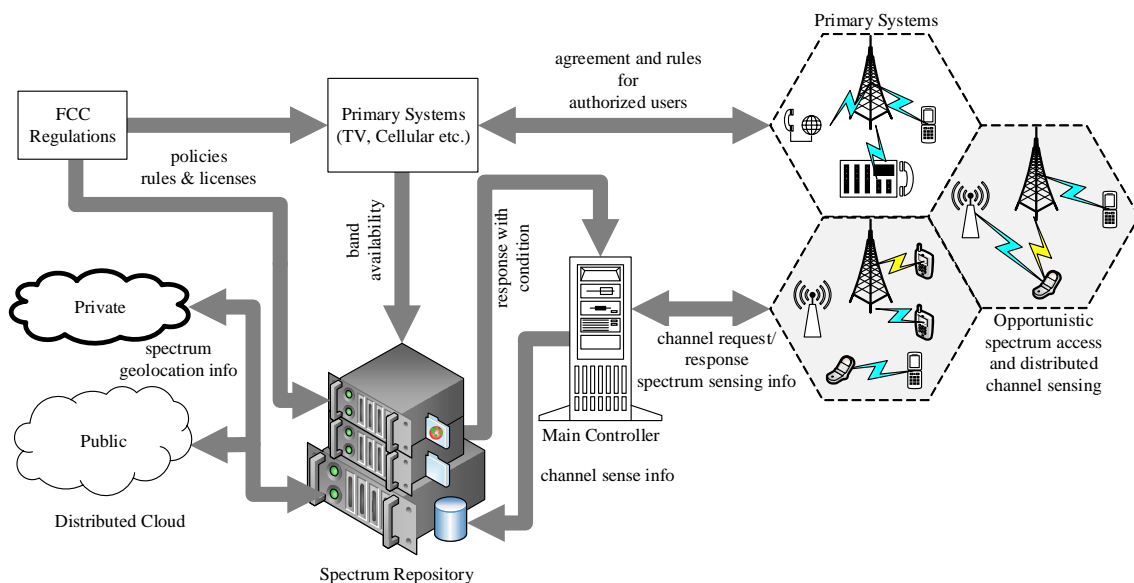 Primary Systems
agreement and rules
for
authorized users
FCC
Regulations
Primary Systems
(TV, Cellular etc.)
policies
rules & licenses
band
availability
response with
condition
Private
spectrum
geolocation info
Public
Distributed Cloud
channel request/
response
spectrum sensing info
Opportunistic
spectrum access
and distributed
channel sensing
Main Controller
channel sense info
Spectrum Repository